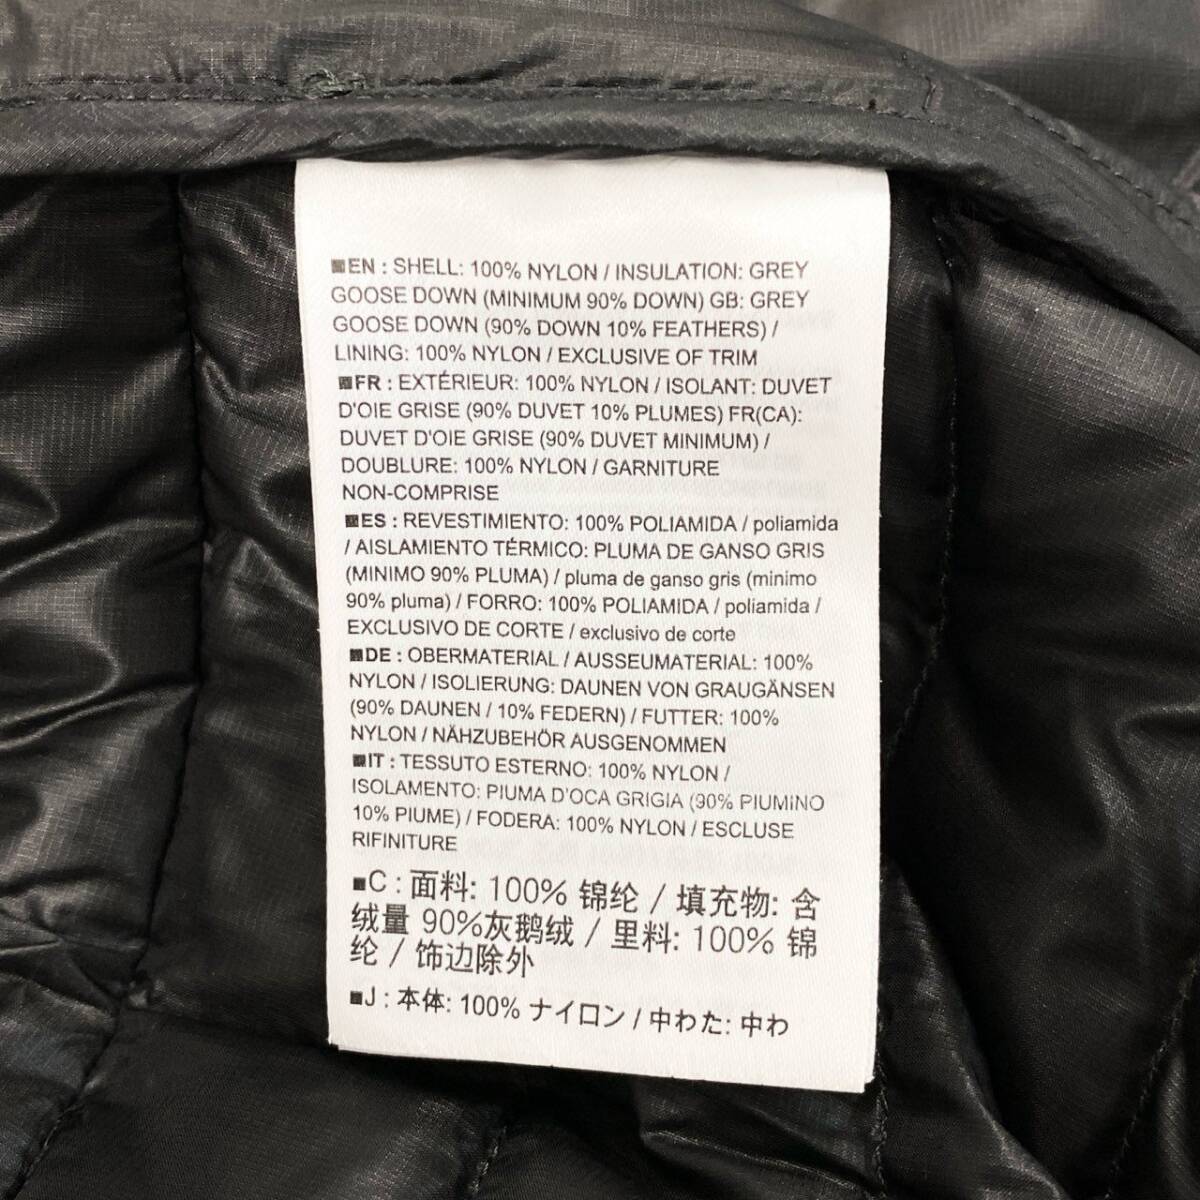 ■EN : SHELL: 100% NYLON / INSULATION: GREY
GOOSE DOWN (MINIMUM 90% DOWN) GB: GREY
GOOSE DOWN (90% DOWN 10% FEATHERS) /
LINING: 100% NYLON / EXCLUSIVE OF TRIM
■FR : EXTÉRIEUR: 100% NYLON / ISOLANT: DUVET
D'OIE GRISE (90% DUVET 10% PLUMES) FR(CA):
DUVET D'OIE GRISE (90% DUVET MINIMUM) /
DOUBLURE: 100% NYLON / GARNITURE
NON-COMPRISE
■ES : REVESTIMIENTO: 100% POLIAMIDA / poliamida
/ AISLAMIENTO TÉRMICO: PLUMA DE GANSO GRIS
(MINIMO 90% PLUMA) / pluma de ganso gris (minimo
90% pluma) / FORRO: 100% POLIAMIDA / poliamida /
EXCLUSIVO DE CORTE / exclusivo de corte
■DE : OBERMATERIAL / AUSSEUMATERIAL: 100%
NYLON / ISOLIERUNG: DAUNEN VON GRAUGÄNSEN
(90% DAUNEN / 10% FEDERN) / FUTTER: 100%
NYLON / NÄHZUBEHÖR AUSGENOMMEN
■IT : TESSUTO ESTERNO: 100% NYLON /
ISOLAMENTO: PIUMA D'OCA GRIGIA (90% PIUMINO
10% PIUME) / FODERA: 100% NYLON / ESCLUSE
RIFINITURE
■C : 面料: 100% 锦纶 / 填充物: 含
绒量 90%灰鹅绒 / 里料: 100% 锦
纶 / 饰边除外
■J : 本体: 100% ナイロン / 中わた: 中わ